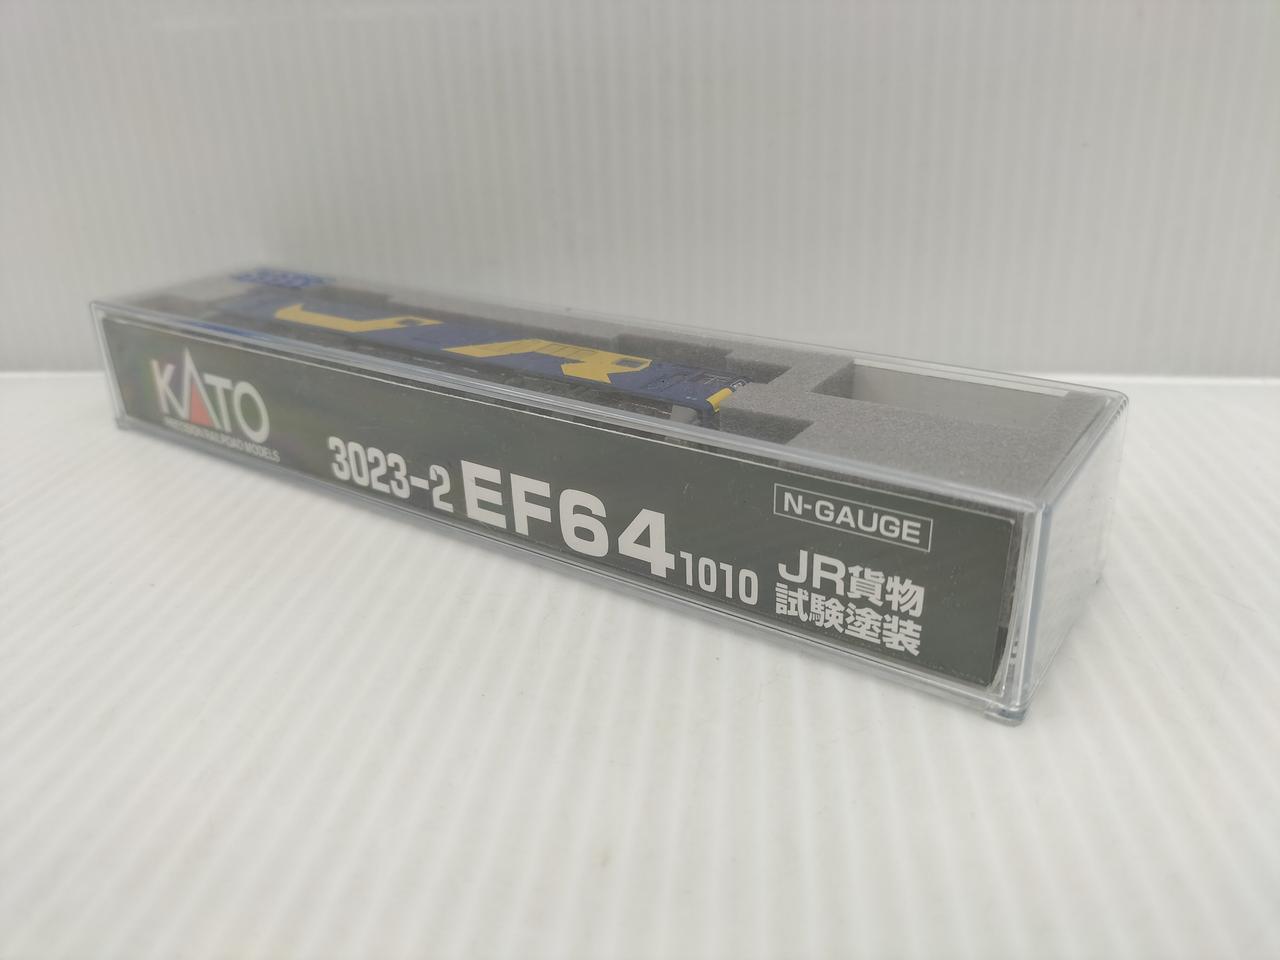 KATO
PRECISION RAILROAD MODELS
3023-2 EF64 1010
N-GAUGE
JR貨物
試験塗装